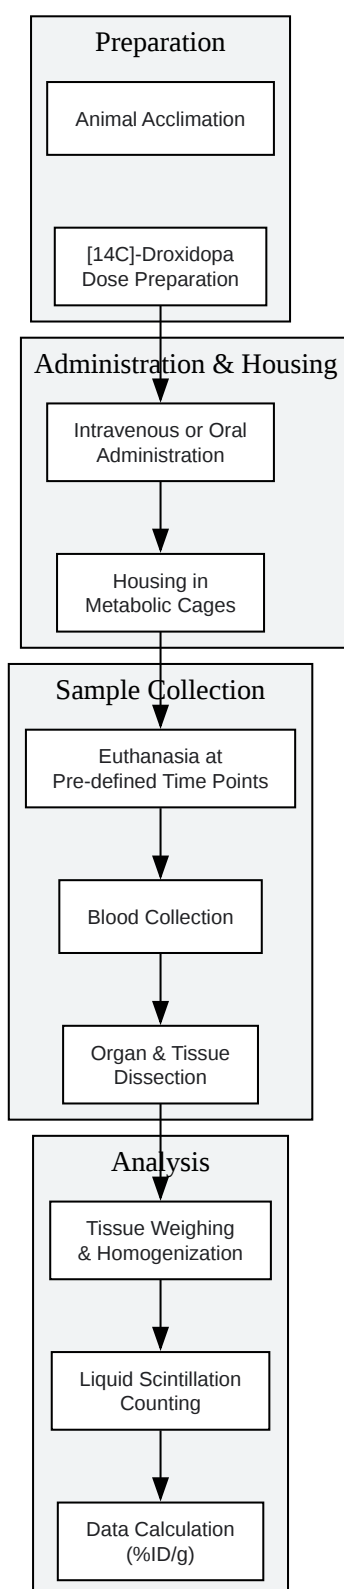 Preparation
Animal Acclimation
[14C]-Droxidopa
Dose Preparation
Administration & Housing
Intravenous or Oral
Administration
Housing in
Metabolic Cages
Sample Collection
Euthanasia at
Pre-defined Time Points
Blood Collection
Organ & Tissue
Dissection
Analysis
Tissue Weighing
& Homogenization
Liquid Scintillation
Counting
Data Calculation
(%ID/g)